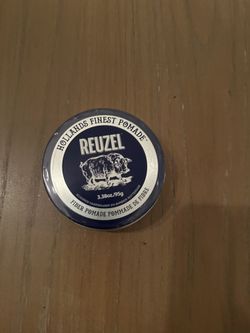 HOLLANDS FINEST POMADE
REUZEL
3.38oz/95g
FIBER POMADE POMMADE DE FIBRE